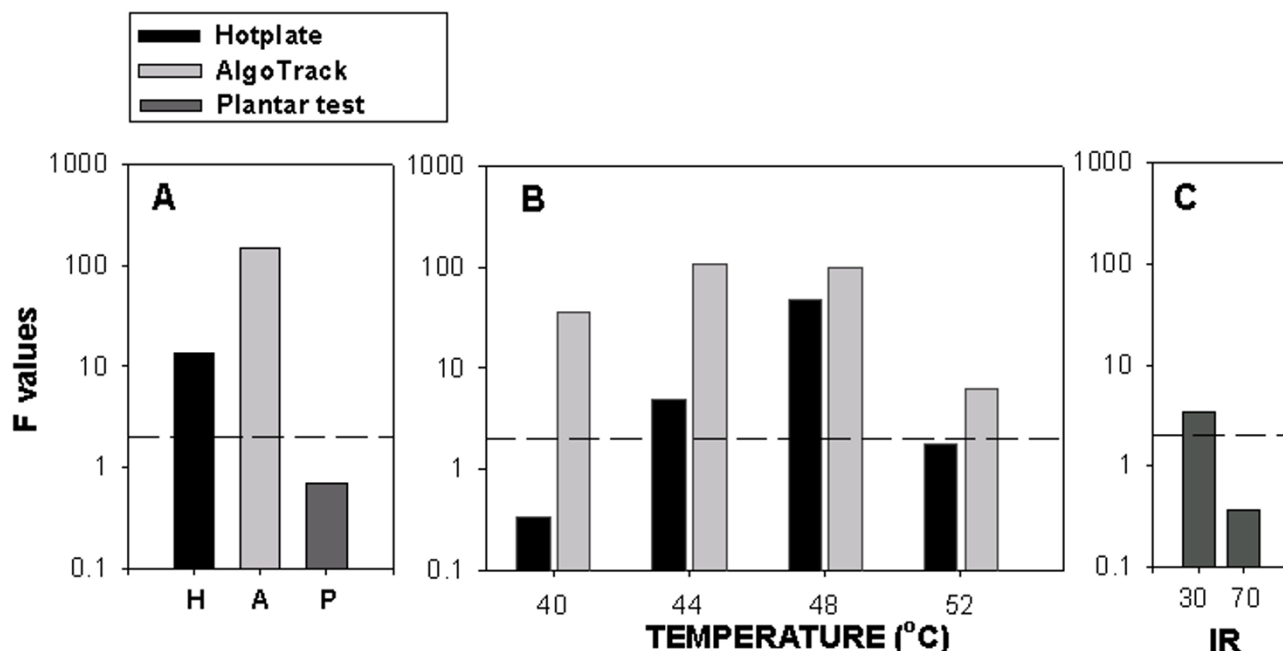 Hotplate
AlgoTrack
Plantar test
A
B
C
F values
1000
100
10
1
0.1
H A P
1000
100
10
1
0.1
40 44 48 52
TEMPERATURE (°C)
1000
100
10
1
0.1
30 70
IR